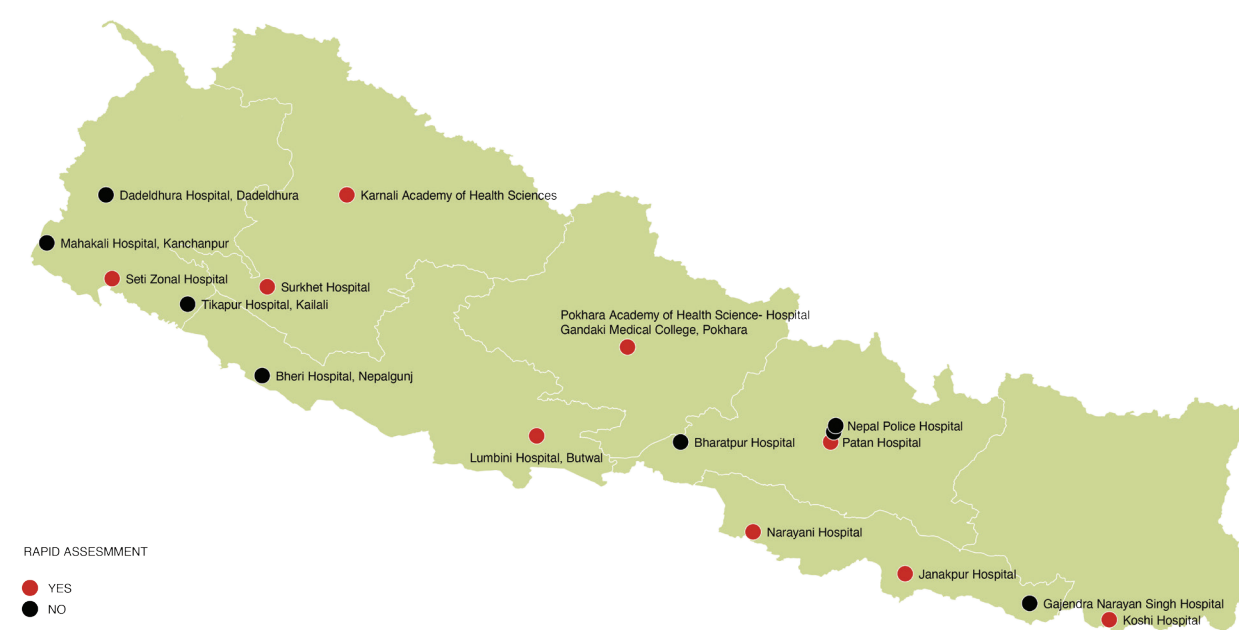 Dadeldhura Hospital, Dadeldhura
Karnali Academy of Health Sciences
Mahakali Hospital, Kanchanpur
Seti Zonal Hospital
Surkhet Hospital
Tikapur Hospital, Kailali
Pokhara Academy of Health Science- Hospital
Gandaki Medical College, Pokhara
Bheri Hospital, Nepalgunj
Nepal Police Hospital
Bharatpur Hospital
Patan Hospital
Lumbini Hospital, Butwal
Narayani Hospital
Janakpur Hospital
Gajendra Narayan Singh Hospital
Koshi Hospital
RAPID ASSESMMENT
YES
NO